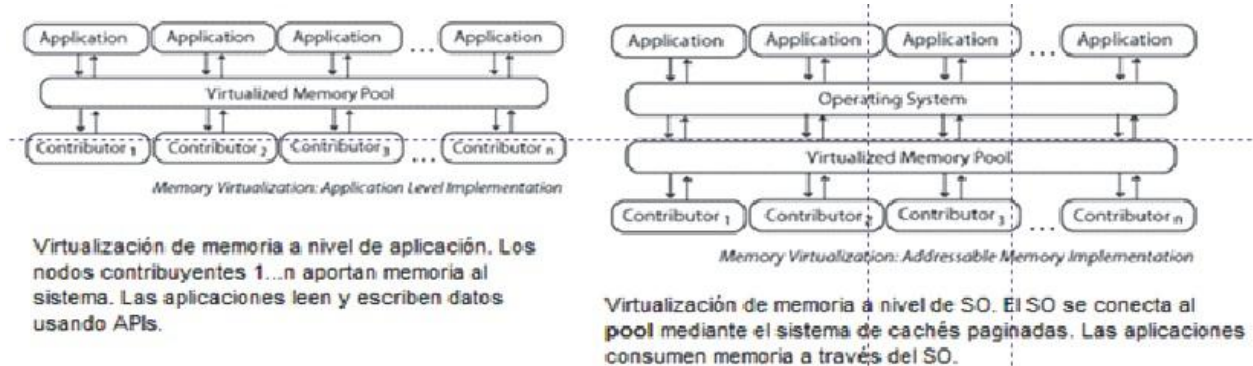 Application Application Application ... Application
Virtualized Memory Pool
Contributor 1 Contributor 2 Contributor 3 ... Contributor n
Memory Virtualization: Application Level Implementation
Virtualización de memoria a nivel de aplicación. Los
nodos contribuyentes 1...n aportan memoria al
sistema. Las aplicaciones leen y escriben datos
usando APIs.
Application Application Application ... Application
Operating System
Virtualized Memory Pool
Contributor 1 Contributor 2 Contributor 3 ... Contributor n
Memory Virtualization: Addressable Memory Implementation
Virtualización de memoria a nivel de SO. El SO se conecta al
pool mediante el sistema de cachés paginadas. Las aplicaciones
consumen memoria a través del SO.